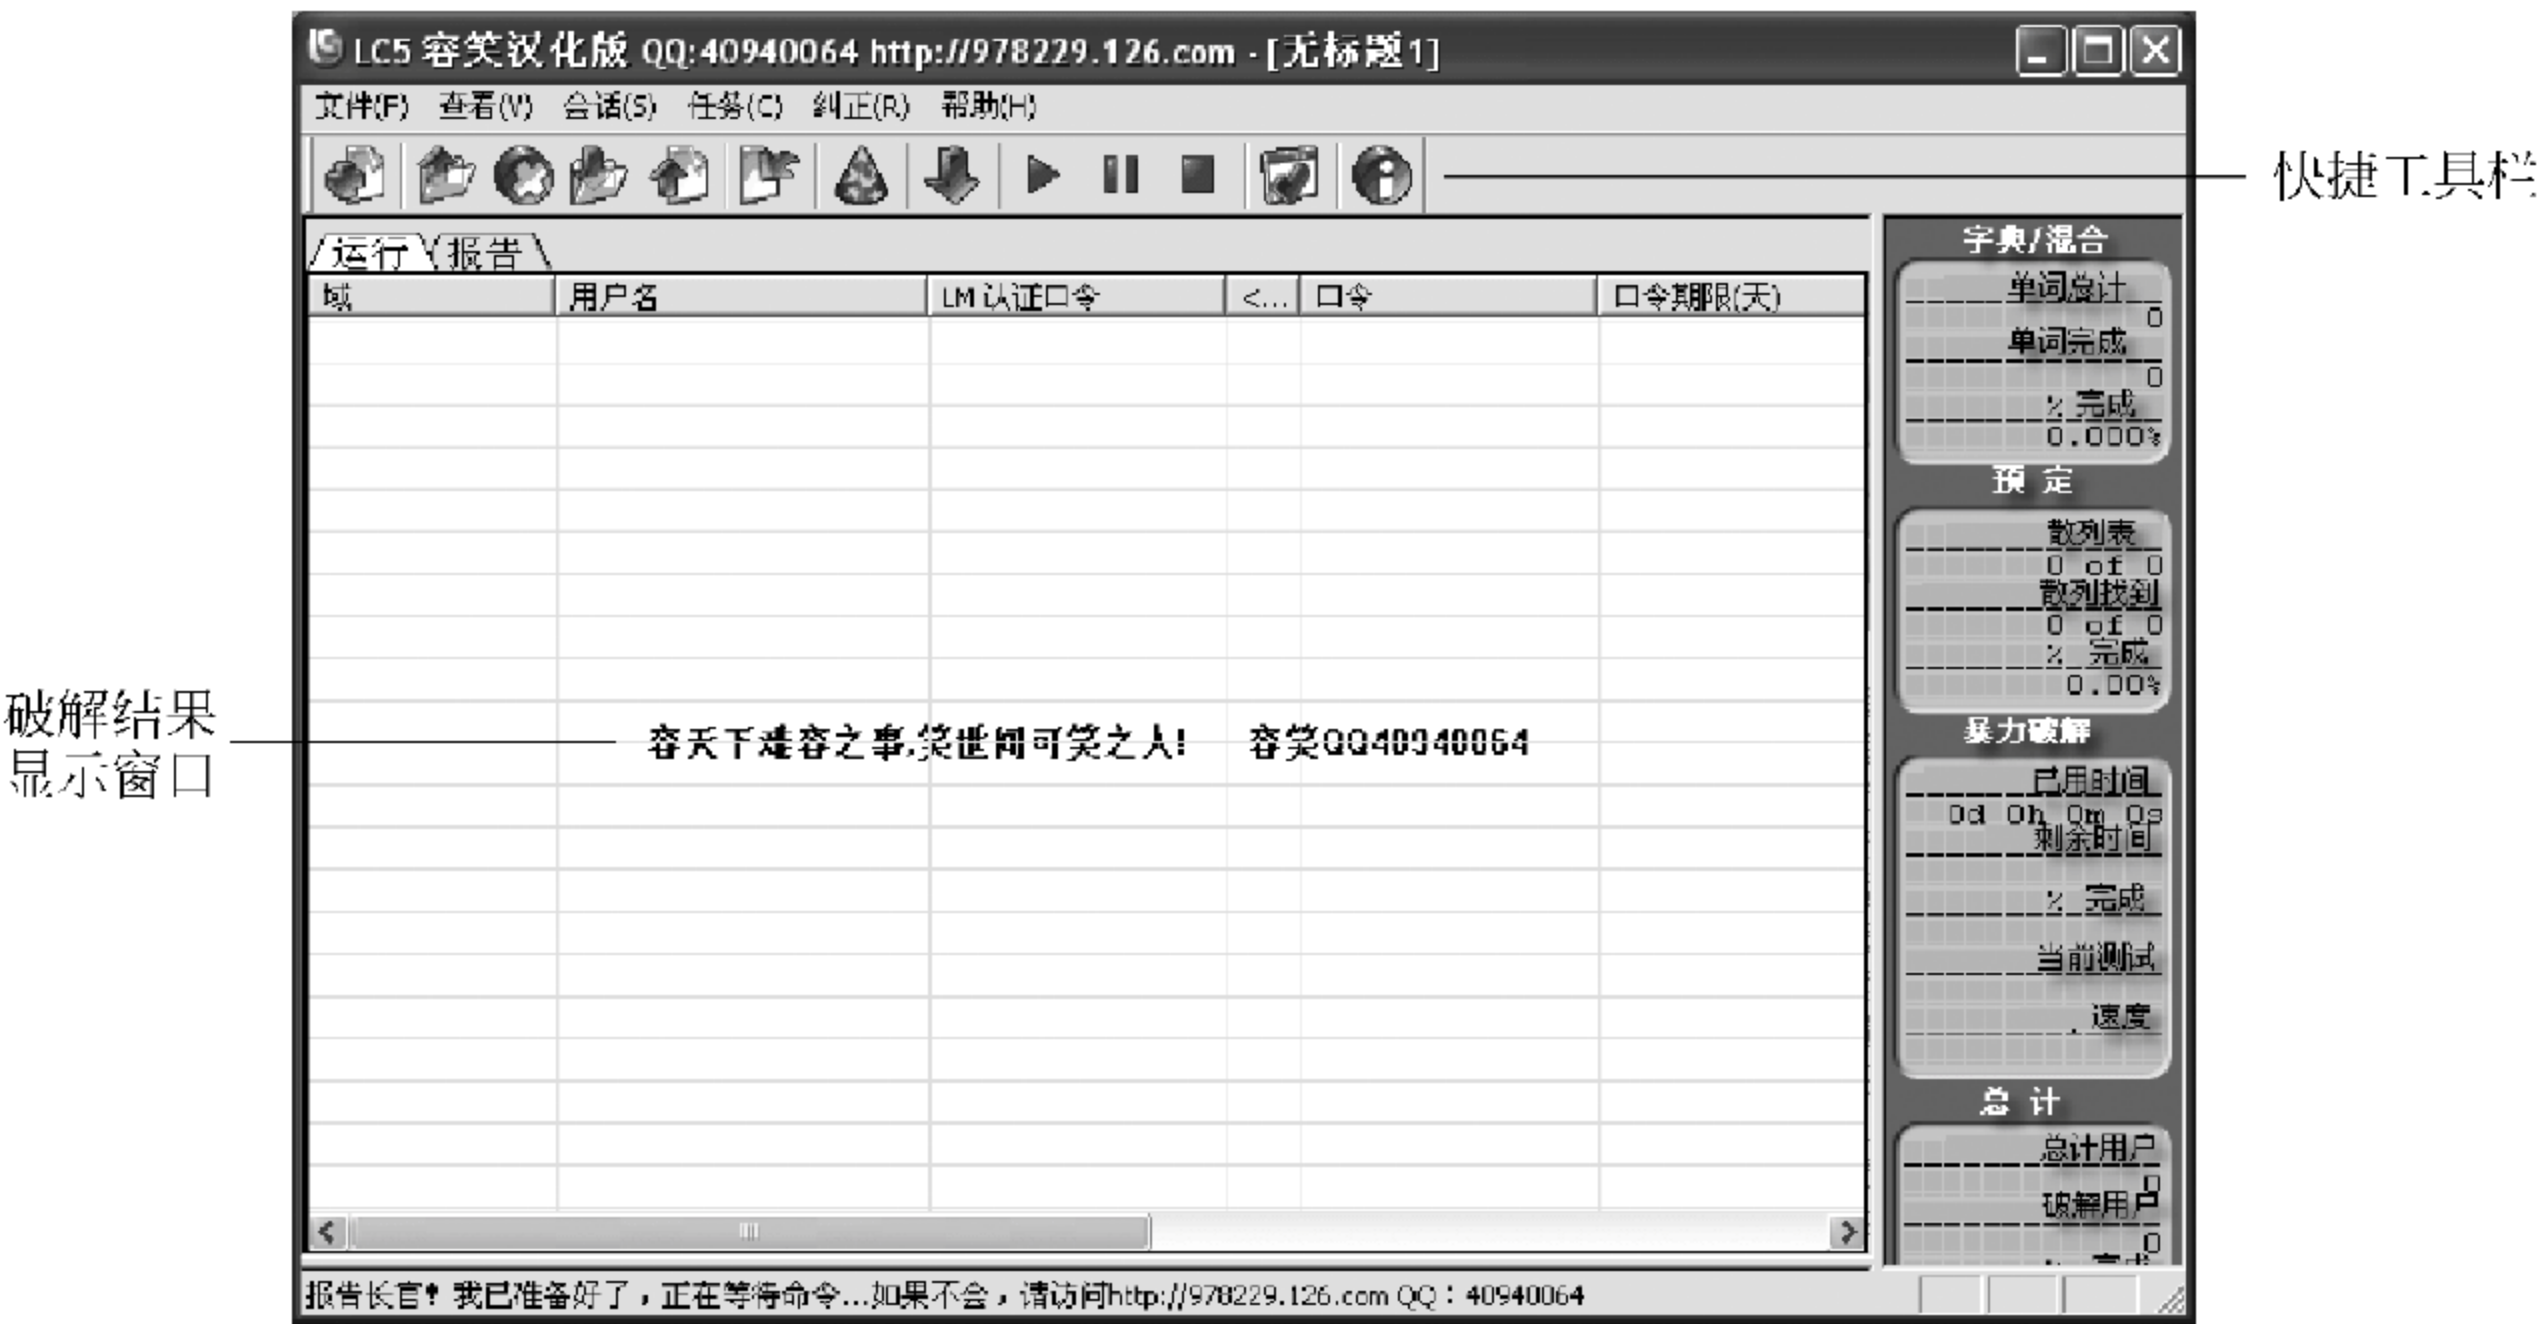 LC5 容笑汉化版 QQ:40940064 http://978229.126.com - [无标题1]
文件(F) 查看(V) 会话(S) 任务(C) 纠正(R) 帮助(H)
快捷工具栏
运行 报告
域 用户名 LM 认证口令 <... 口令 口令期限(天)
破解结果
显示窗口
容天下难容之事,笑世间可笑之人! 容笑QQ40940064
字典/混合
单词总计
0
单词完成
0
% 完成
0.000%
预 定
散列表
0 of 0
散列找到
0 of 0
% 完成
0.00%
暴力破解
已用时间
0d 0h 0m 0s
剩余时间
% 完成
当前测试
速度
总 计
总计用户
0
破解用户
0
% 完成
报告长官! 我已准备好了，正在等待命令...如果不会，请访问http://978229.126.com QQ：40940064